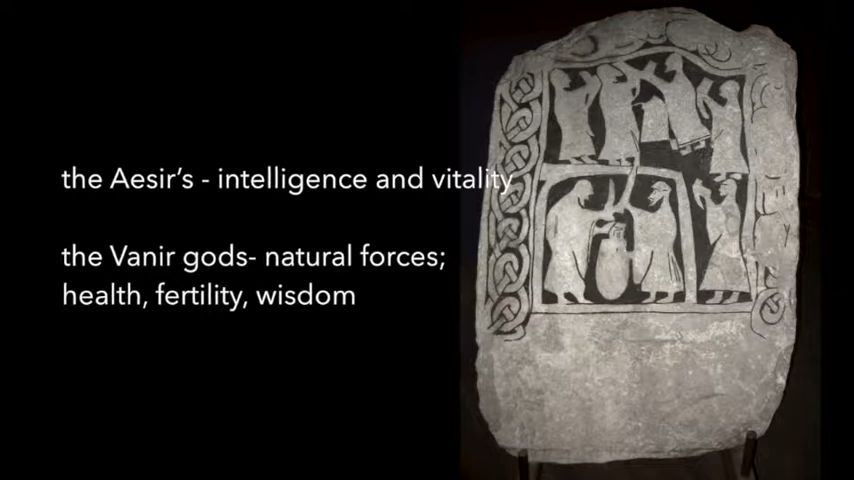 the Aesir's - intelligence and vitality
the Vanir gods- natural forces;
health, fertility, wisdom